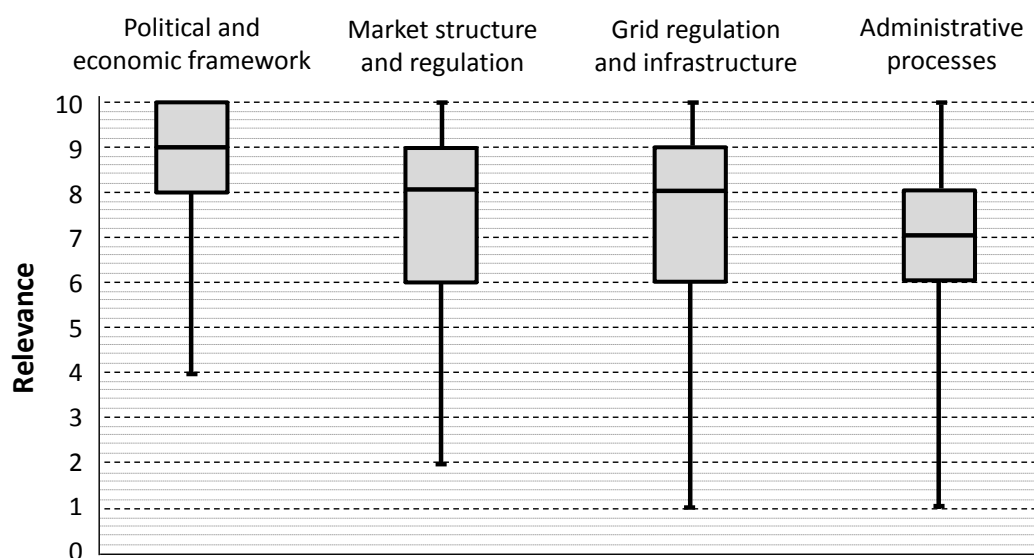 Political and
economic framework
Market structure
and regulation
Grid regulation
and infrastructure
Administrative
processes
Relevance
10
9
8
7
6
5
4
3
2
1
0